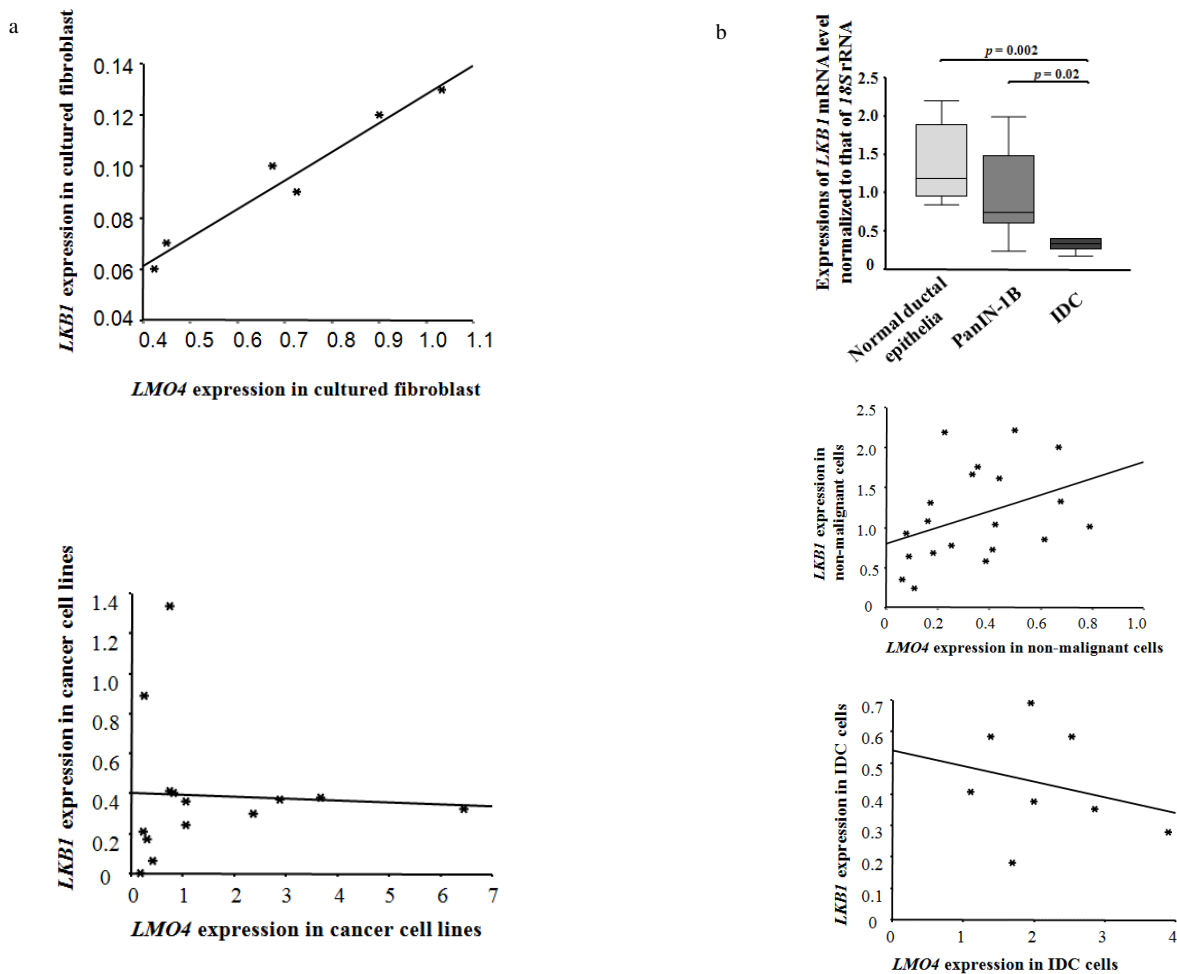 a
LKB1 expression in cultured fibroblast
0.14
0.12
0.10
0.08
0.06
0.04
0.4 0.5 0.6 0.7 0.8 0.9 1.0 1.1
LMO4 expression in cultured fibroblast
LKB1 expression in cancer cell lines
1.4
1.2
1.0
0.8
0.6
0.4
0.2
0
0 1 2 3 4 5 6 7
LMO4 expression in cancer cell lines
b
Expressions of LKB1 mRNA level
normalized to that of 18S rRNA
p = 0.002
p = 0.02
2.5
2.0
1.5
1.0
0.5
0
Normal ductal
epithelia
PanIN-1B
IDC
LKB1 expression in
non-malignant cells
2.5
2.0
1.5
1.0
0.5
0
0 0.2 0.4 0.6 0.8 1.0
LMO4 expression in non-malignant cells
LKB1 expression in IDC cells
0.7
0.6
0.5
0.4
0.3
0.2
0.1
0
0 1 2 3 4
LMO4 expression in IDC cells